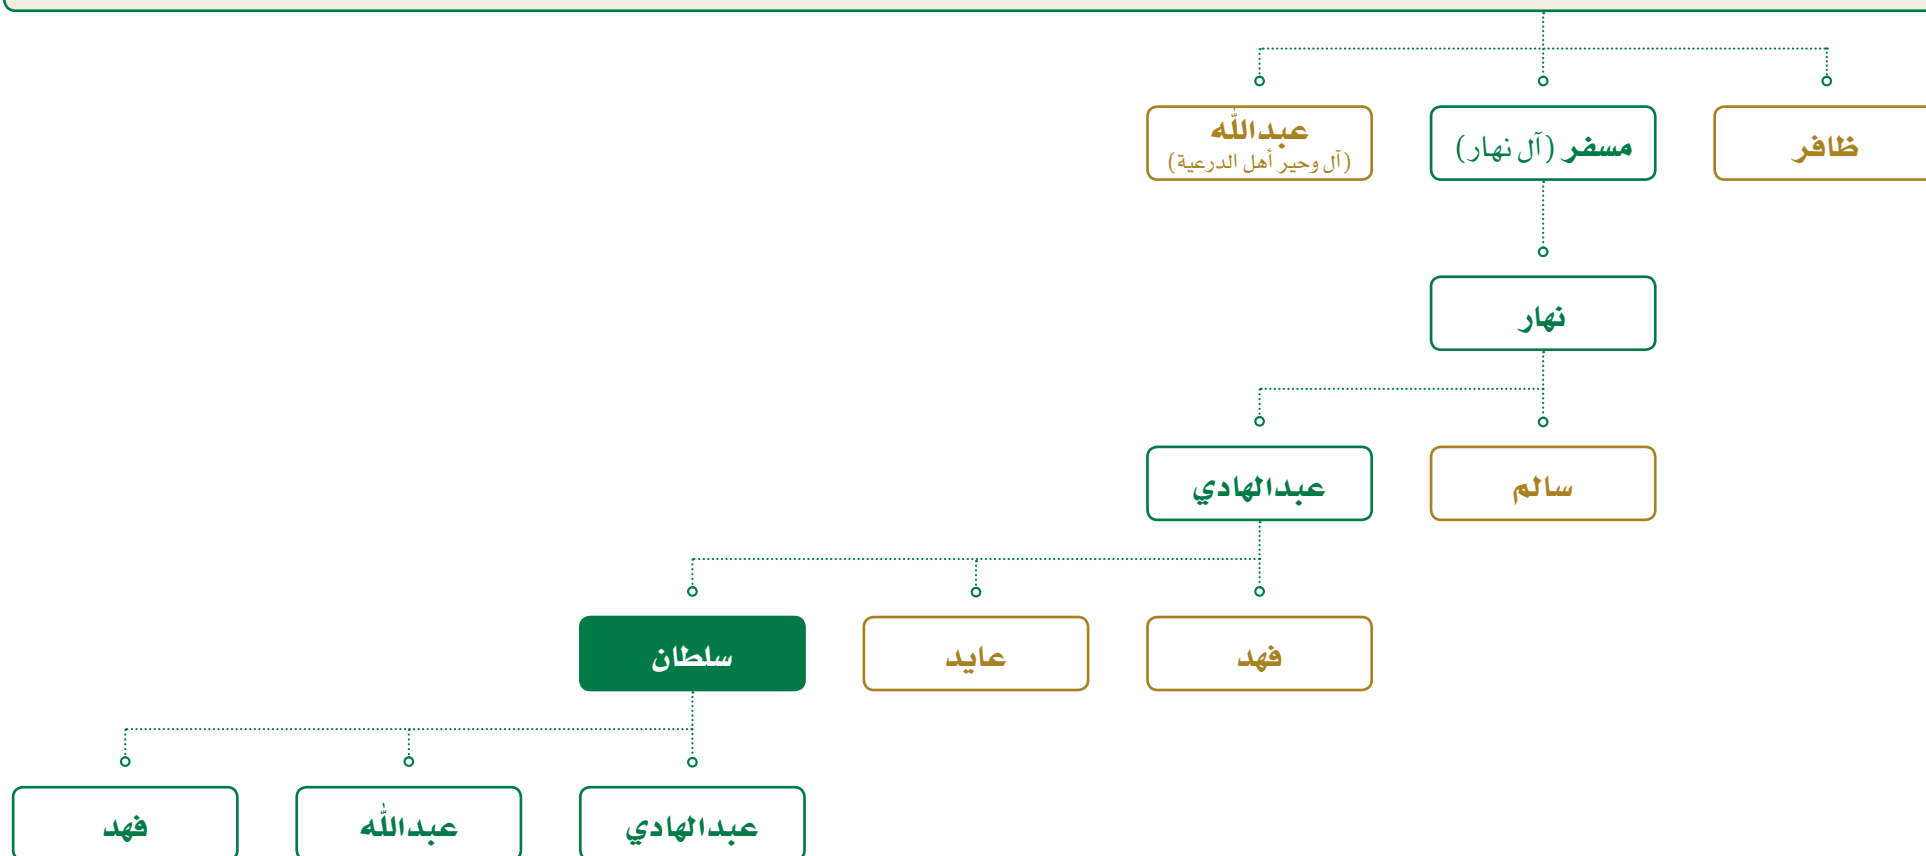 ظافر
مسفر (آل نهار)
عبدالله
(آل وحير أهل الدرعية)
نهار
سالم
عبدالهادي
فهد
عايد
سلطان
عبدالهادي
عبدالله
فهد